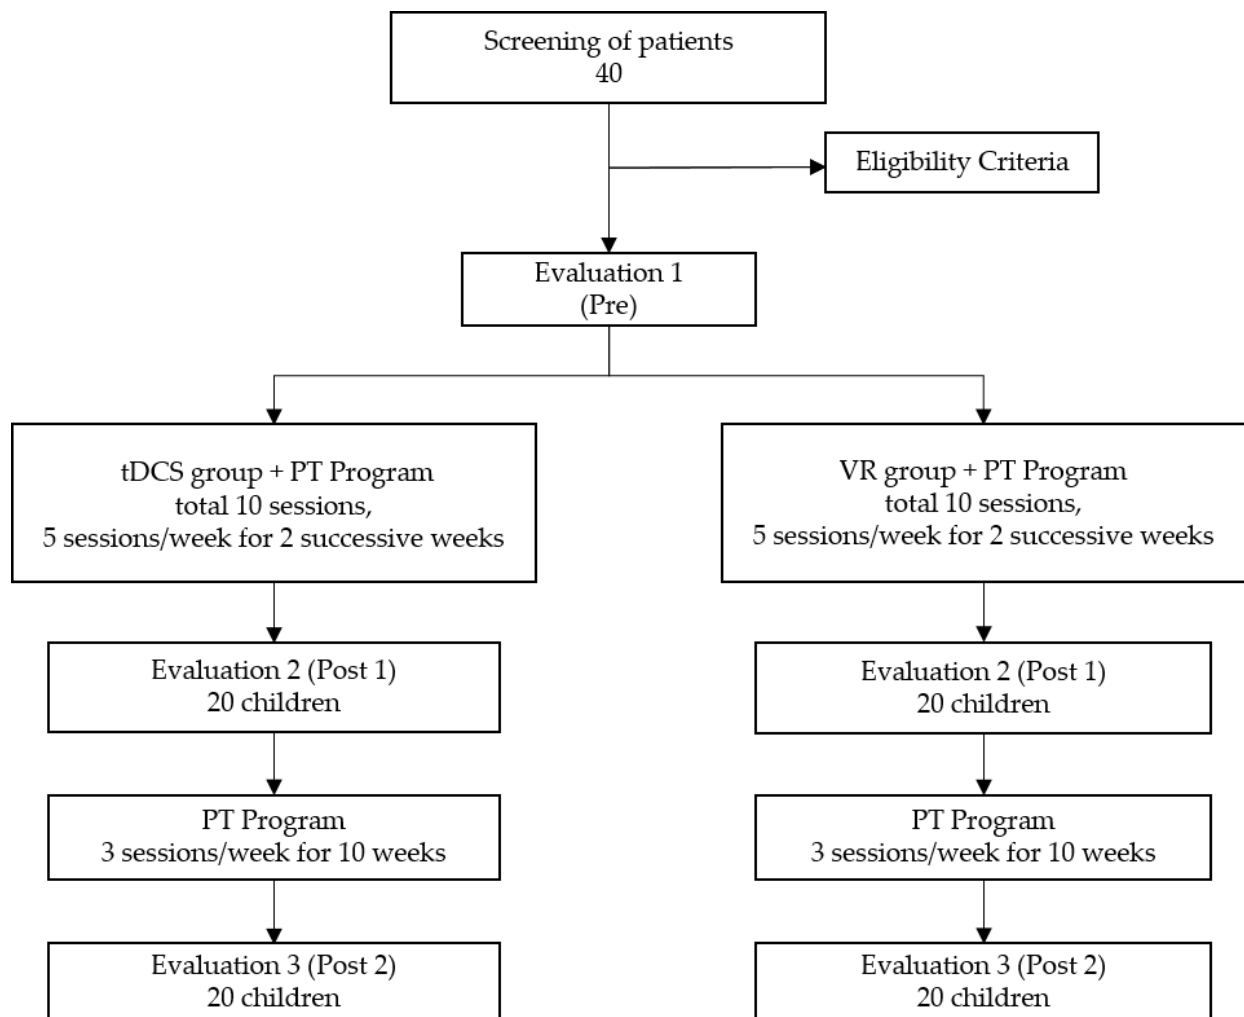 Screening of patients
40
Eligibility Criteria
Evaluation 1
(Pre)
tDCS group + PT Program
total 10 sessions,
5 sessions/week for 2 successive weeks
VR group + PT Program
total 10 sessions,
5 sessions/week for 2 successive weeks
Evaluation 2 (Post 1)
20 children
Evaluation 2 (Post 1)
20 children
PT Program
3 sessions/week for 10 weeks
PT Program
3 sessions/week for 10 weeks
Evaluation 3 (Post 2)
20 children
Evaluation 3 (Post 2)
20 children